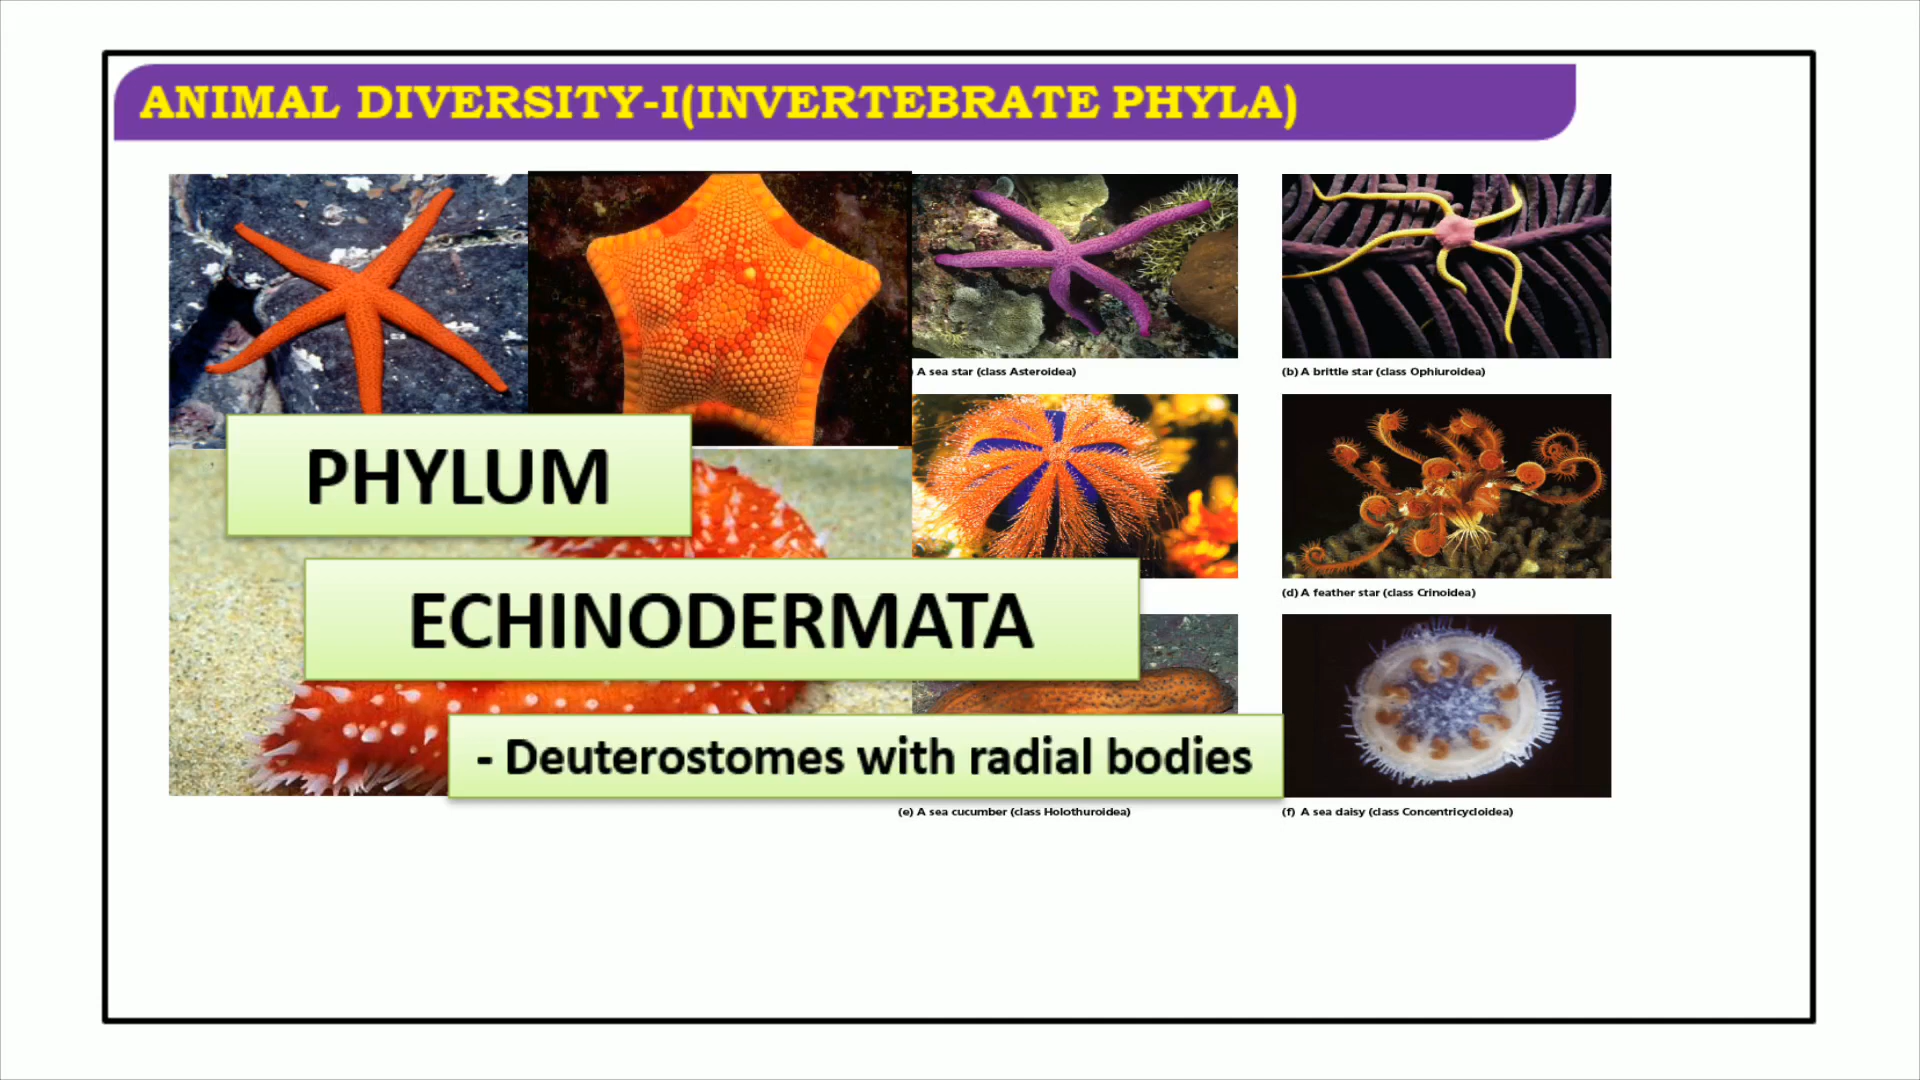 ANIMAL DIVERSITY-I(INVERTEBRATE PHYLA)
A sea star (class Asteroidea)
(b) A brittle star (class Ophiuroidea)
PHYLUM
ECHINODERMATA
(d) A feather star (class Crinoidea)
- Deuterostomes with radial bodies
(e) A sea cucumber (class Holothuroidea)
(f) A sea daisy (class Concentricycloidea)